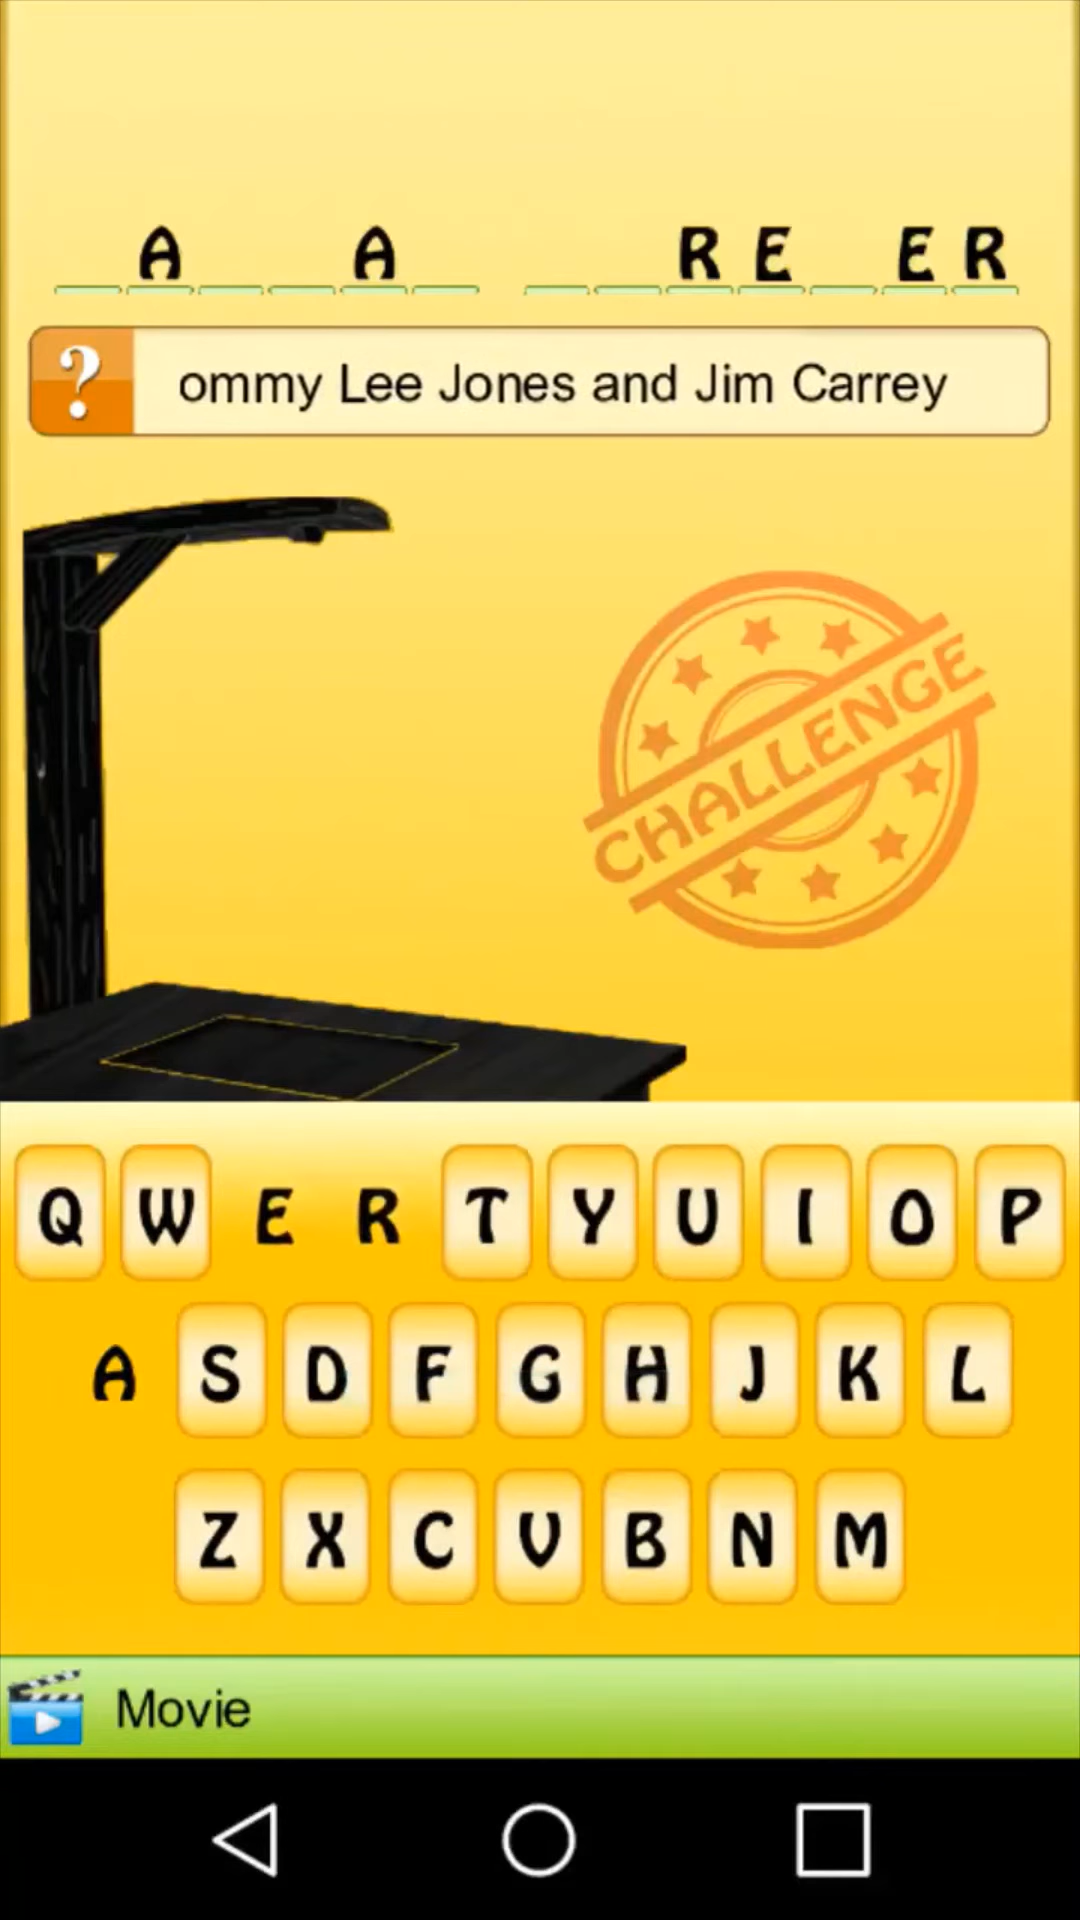 A A RE ER
? ommy Lee Jones and Jim Carrey
CHALLENGE
Q W E R T Y U I O P
A S D F G H J K L
Z X C V B N M
Movie